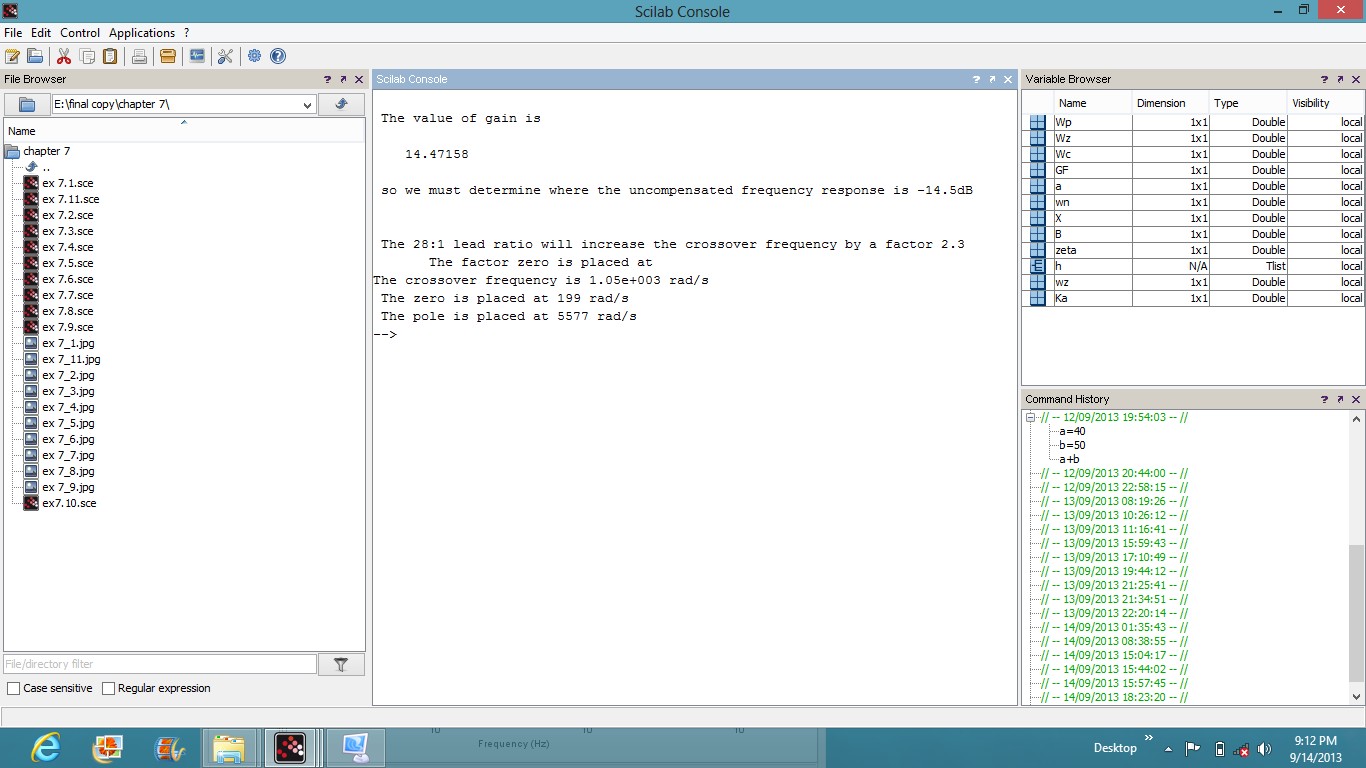 Scilab Console
File Edit Control Applications ?
File Browser
E:\final copy\chapter 7\
Name
chapter 7
..
ex 7.1.sce
ex 7.11.sce
ex 7.2.sce
ex 7.3.sce
ex 7.4.sce
ex 7.5.sce
ex 7.6.sce
ex 7.7.sce
ex 7.8.sce
ex 7.9.sce
ex 7_1.jpg
ex 7_11.jpg
ex 7_2.jpg
ex 7_3.jpg
ex 7_4.jpg
ex 7_5.jpg
ex 7_6.jpg
ex 7_7.jpg
ex 7_8.jpg
ex 7_9.jpg
ex7.10.sce
File/directory filter
Case sensitive Regular expression
Scilab Console
The value of gain is
14.47158
so we must determine where the uncompensated frequency response is -14.5dB
The 28:1 lead ratio will increase the crossover frequency by a factor 2.3
The factor zero is placed at
The crossover frequency is 1.05e+003 rad/s
The zero is placed at 199 rad/s
The pole is placed at 5577 rad/s
-->
Variable Browser
Name Dimension Type Visibility
Wp 1x1 Double local
Wz 1x1 Double local
Wc 1x1 Double local
GF 1x1 Double local
a 1x1 Double local
wn 1x1 Double local
X 1x1 Double local
B 1x1 Double local
zeta 1x1 Double local
h N/A Tlist local
wz 1x1 Double local
Ka 1x1 Double local
Command History
// -- 12/09/2013 19:54:03 -- //
a=40
b=50
a+b
// -- 12/09/2013 20:44:00 -- //
// -- 12/09/2013 22:58:15 -- //
// -- 13/09/2013 08:19:26 -- //
// -- 13/09/2013 10:26:12 -- //
// -- 13/09/2013 11:16:41 -- //
// -- 13/09/2013 15:59:43 -- //
// -- 13/09/2013 17:10:49 -- //
// -- 13/09/2013 19:44:12 -- //
// -- 13/09/2013 21:25:41 -- //
// -- 13/09/2013 21:34:51 -- //
// -- 13/09/2013 22:20:14 -- //
// -- 14/09/2013 01:35:43 -- //
// -- 14/09/2013 08:38:55 -- //
// -- 14/09/2013 15:04:17 -- //
// -- 14/09/2013 15:44:02 -- //
// -- 14/09/2013 15:57:45 -- //
// -- 14/09/2013 18:23:20 -- //
10 10 10
Frequency (Hz)
Desktop
9:12 PM
9/14/2013